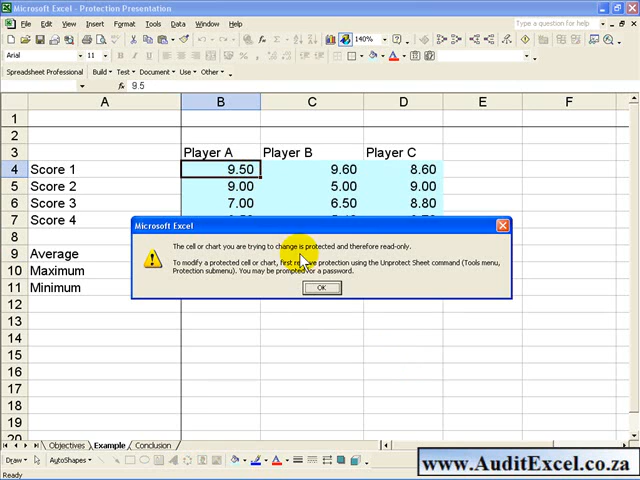 Microsoft Excel - Protection Presentation
File Edit View Insert Format Tools Data Window Help
Type a question for help
140%
Arial
Spreadsheet Professional Build Test Document Use Other
fx 9.5
A B C D E F
1
2
3 Player A Player B Player C
4 Score 1 9.50 9.60 8.60
5 Score 2 9.00 5.00 9.00
6 Score 3 7.00 6.50 8.80
7 Score 4
8
Microsoft Excel
The cell or chart you are trying to change is protected and therefore read-only.
To modify a protected cell or chart, first remove protection using the Unprotect Sheet command (Tools menu,
Protection submenu). You may be prompted for a password.
OK
9 Average
10 Maximum
11 Minimum
12
13
14
15
16
17
18
19
20
Objectives Example Conclusion
Draw AutoShapes
Ready
www.AuditExcel.co.za